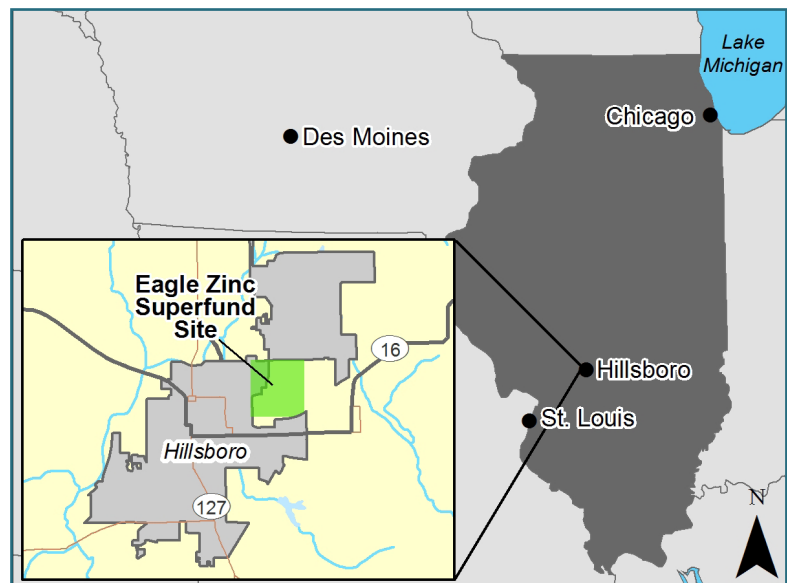 Lake
Michigan
Chicago
Des Moines
Eagle Zinc
Superfund
Site
16
Hillsboro
St. Louis
Hillsboro
127
N